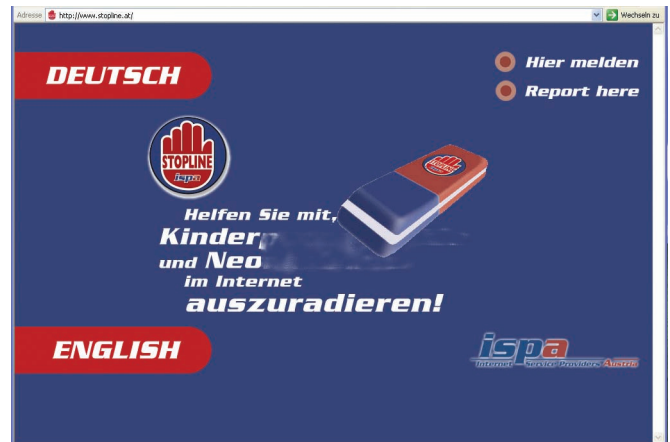 Adresse http://www.stopline.at/ Wechseln zu
DEUTSCH
Hier melden
Report here
STOPLINE
ispa
STOPLINE
Helfen Sie mit,
Kinder
und Neo
im Internet
auszuradieren!
ENGLISH
ispa
Internet Service Providers Austria